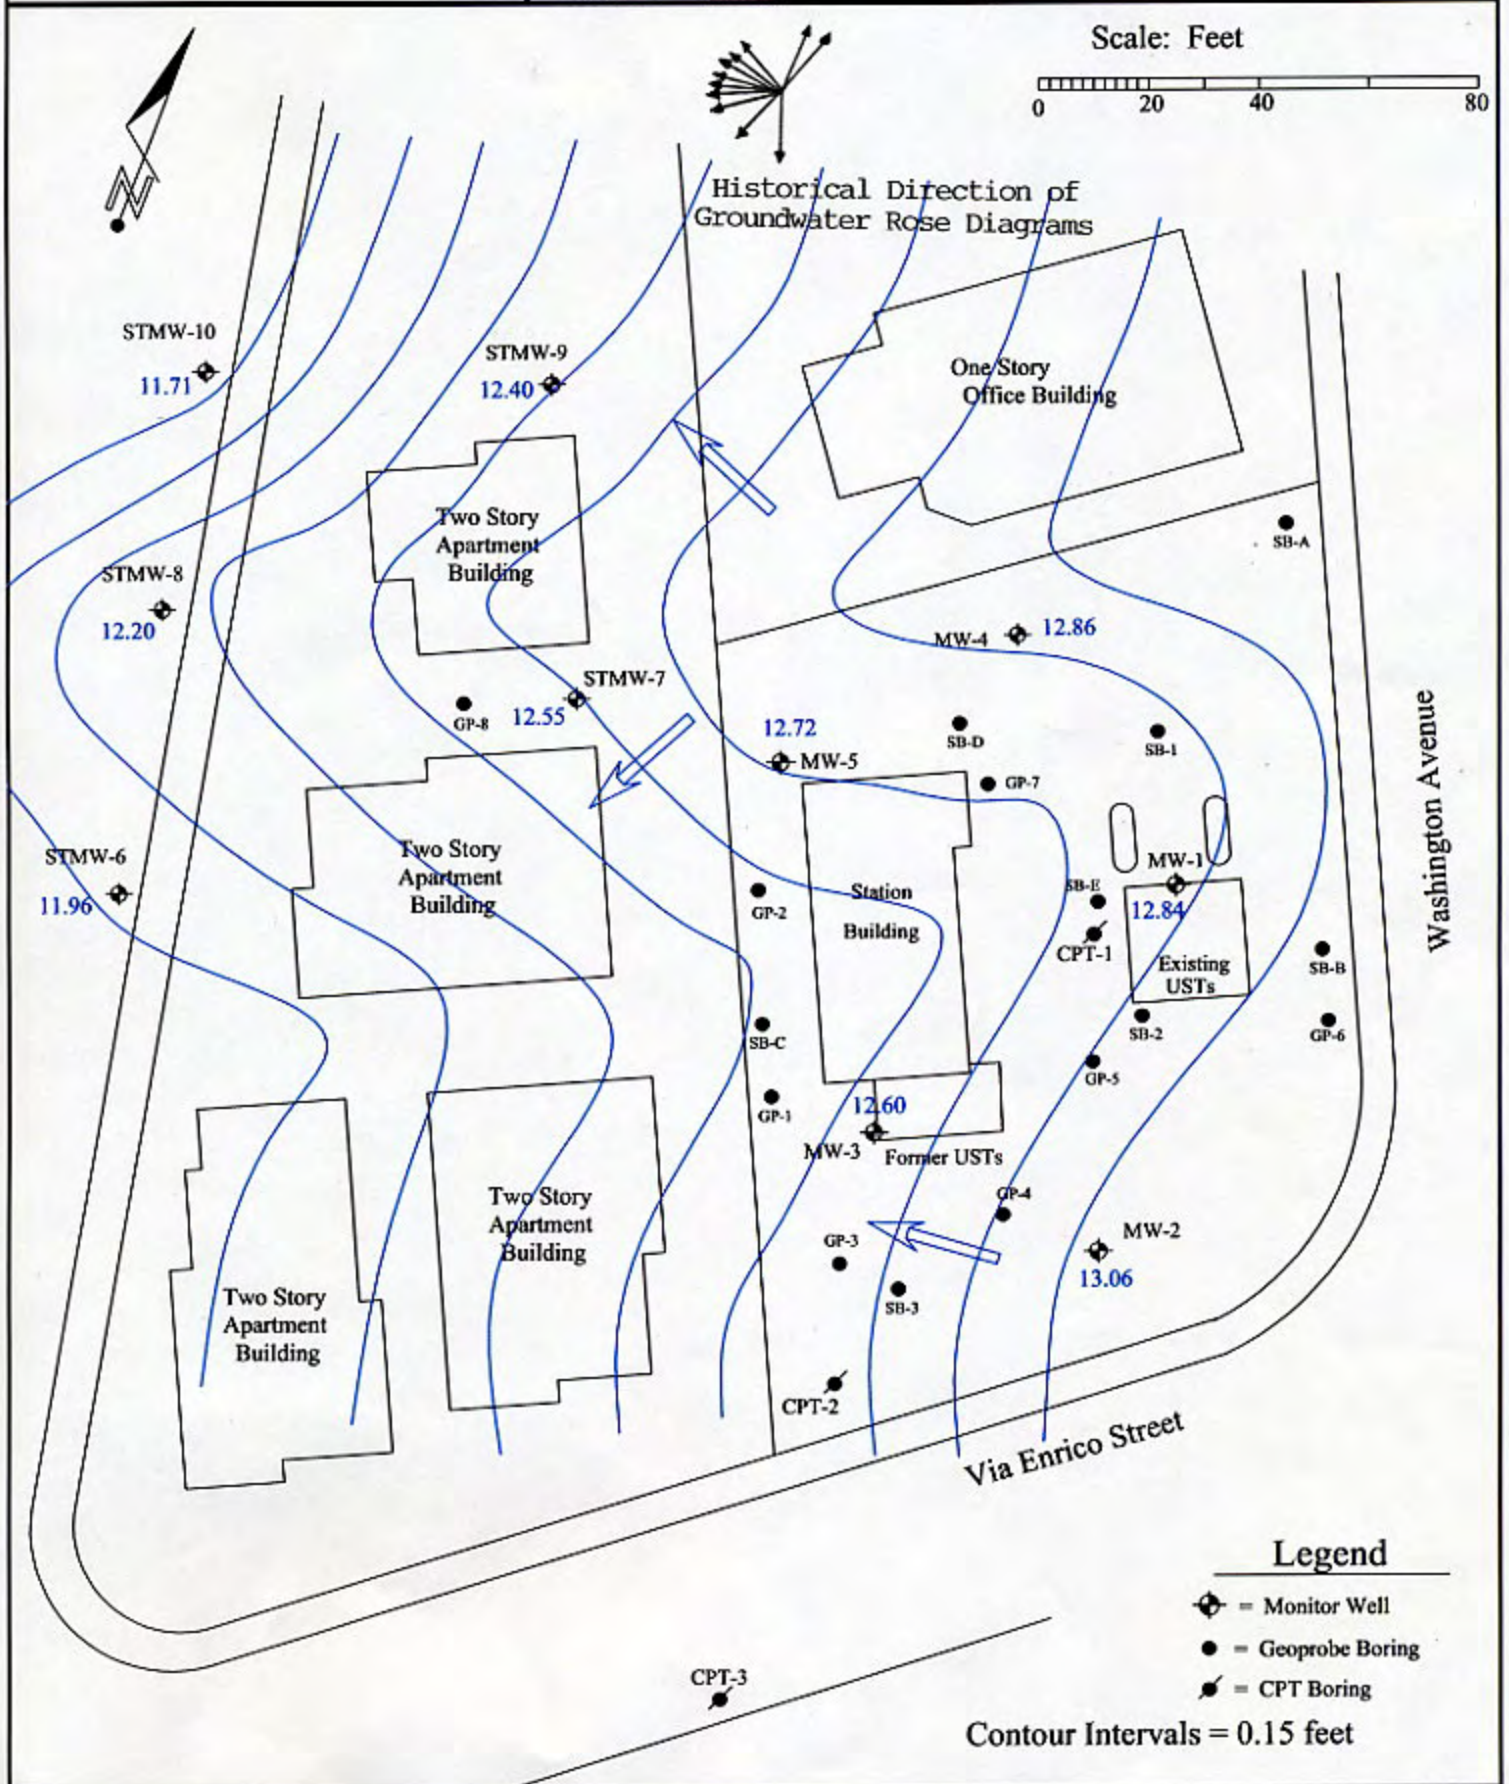 Scale: Feet
0 20 40 80
N
Historical Direction of
Groundwater Rose Diagrams
STMW-10
11.71
STMW-9
12.40
One Story
Office Building
Two Story
Apartment
Building
SB-A
STMW-8
12.20
MW-4 12.86
STMW-7
12.55
GP-8
12.72
MW-5
SB-D
SB-1
GP-7
Washington Avenue
STMW-6
11.96
Two Story
Apartment
Building
GP-2
Station
Building
MW-1
12.84
SB-E
CPT-1
Existing
USTs
SB-B
SB-C
SB-2
GP-6
GP-5
GP-1
12.60
MW-3
Former USTs
Two Story
Apartment
Building
GP-4
GP-3
MW-2
13.06
SB-3
Two Story
Apartment
Building
CPT-2
Via Enrico Street
Legend
= Monitor Well
= Geoprobe Boring
= CPT Boring
CPT-3
Contour Intervals = 0.15 feet